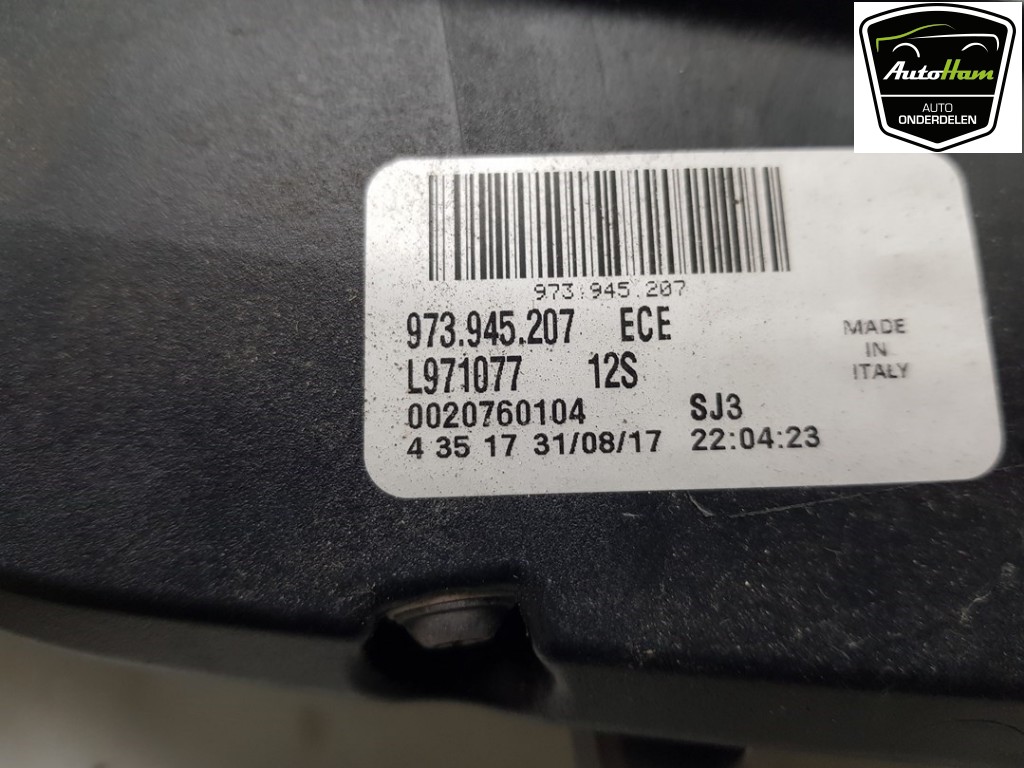 AutoHam
AUTO
ONDERDELEN
973.945.207
973.945.207 ECE
L971077 12S
0020760104 SJ3
4 35 17 31/08/17 22:04:23
MADE
IN
ITALY